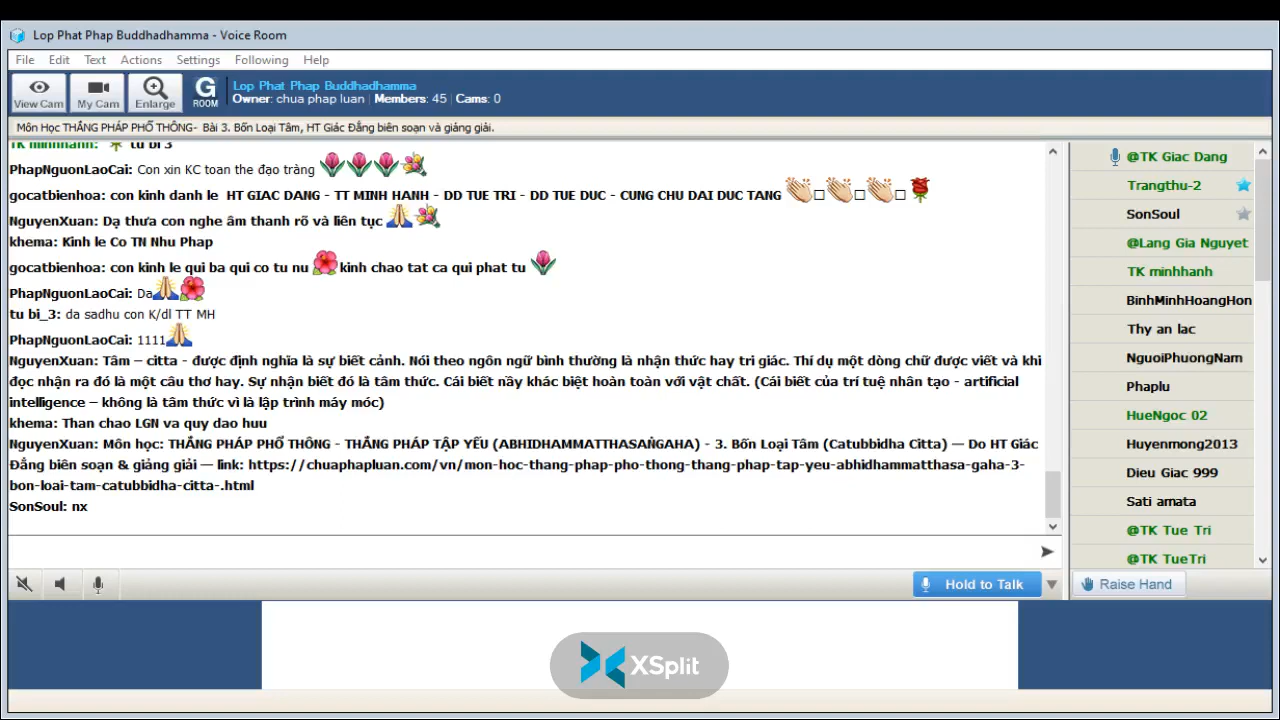 Lop Phat Phap Buddhadhamma - Voice Room
File Edit Text Actions Settings Following Help
View Cam My Cam Enlarge G ROOM
Lop Phat Phap Buddhadhamma
Owner: chua phap luan | Members: 45 | Cams: 0
Môn Học THẮNG PHÁP PHỔ THÔNG- Bài 3. Bốn Loại Tâm, HT Giác Đẳng biên soạn và giảng giải.
TK minhhanh: tu bi 3
PhapNguonLaoCai: Con xin KC toan the đạo tràng
gocatbienhoa: con kinh danh le HT GIAC DANG - TT MINH HANH - DD TUE TRI - DD TUE DUC - CUNG CHU DAI DUC TANG
NguyenXuan: Dạ thưa con nghe âm thanh rõ và liên tục
khema: Kinh le Co TN Nhu Phap
gocatbienhoa: con kinh le qui ba qui co tu nu kinh chao tat ca qui phat tu
PhapNguonLaoCai: Da
tu bi_3: da sadhu con K/dl TT MH
PhapNguonLaoCai: 1111
NguyenXuan: Tâm – citta - được định nghĩa là sự biết cảnh. Nói theo ngôn ngữ bình thường là nhận thức hay tri giác. Thí dụ một dòng chữ được viết và khi
đọc nhận ra đó là một câu thơ hay. Sự nhận biết đó là tâm thức. Cái biết nầy khác biệt hoàn toàn với vật chất. (Cái biết của trí tuệ nhân tạo - artificial
intelligence – không là tâm thức vì là lập trình máy móc)
khema: Than chao LGN va quy dao huu
NguyenXuan: Môn học: THẮNG PHÁP PHỔ THÔNG - THẮNG PHÁP TẬP YẾU (ABHIDHAMMATTHASAṄGAHA) - 3. Bốn Loại Tâm (Catubbidha Citta) — Do HT Giác
Đẳng biên soạn & giảng giải — link: https://chuaphapluan.com/vn/mon-hoc-thang-phap-pho-thong-thang-phap-tap-yeu-abhidhammatthasa-gaha-3-
bon-loai-tam-catubbidha-citta-.html
SonSoul: nx
@TK Giac Dang
Trangthu-2
SonSoul
@Lang Gia Nguyet
TK minhhanh
BinhMinhHoangHon
Thy an lac
NguoiPhuongNam
Phaplu
HueNgoc 02
Huyenmong2013
Dieu Giac 999
Sati amata
@TK Tue Tri
@TK TueTri
Hold to Talk
Raise Hand
XSplit